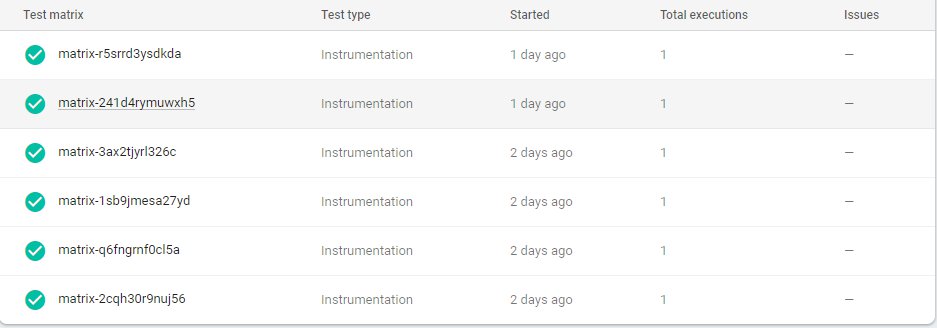 Test matrix Test type Started Total executions Issues
matrix-r5srrd3ysdkda Instrumentation 1 day ago 1 —
matrix-241d4rymuwxh5 Instrumentation 1 day ago 1 —
matrix-3ax2tjyrl326c Instrumentation 2 days ago 1 —
matrix-1sb9jmesa27yd Instrumentation 2 days ago 1 —
matrix-q6fngrnf0cl5a Instrumentation 2 days ago 1 —
matrix-2cqh30r9nuj56 Instrumentation 2 days ago 1 —